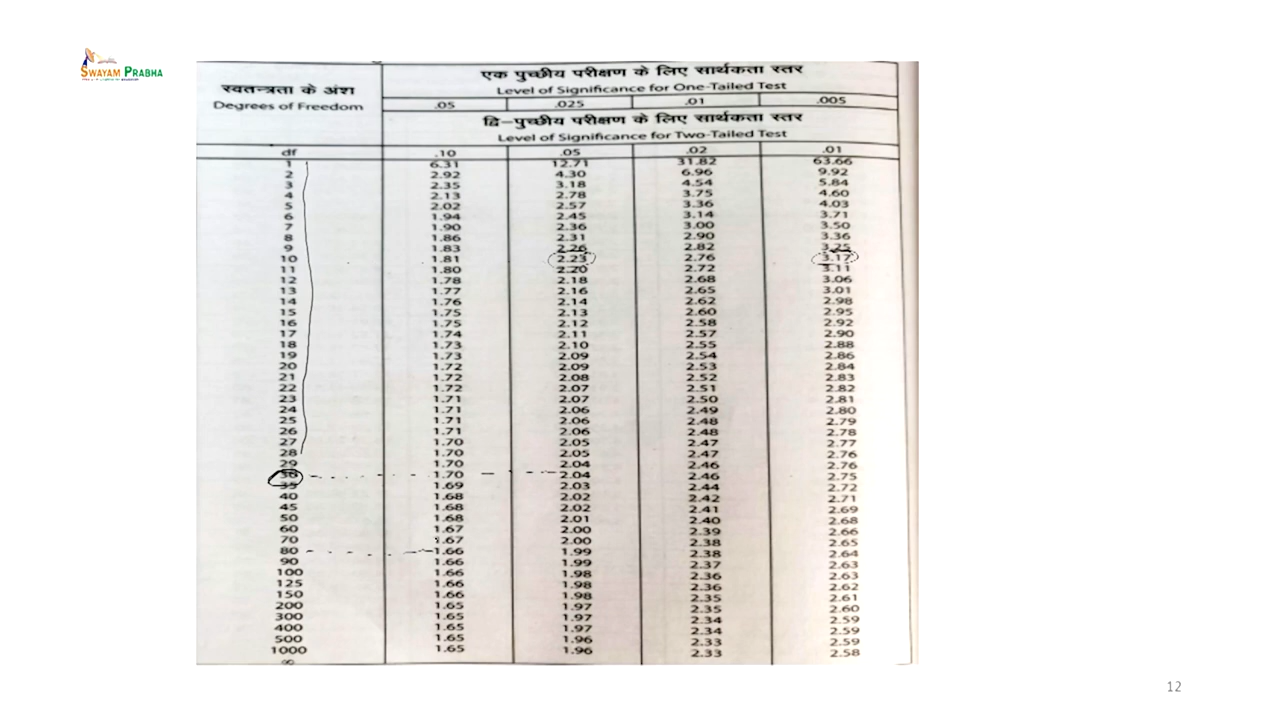 SWAYAM PRABHA
स्वतन्त्रता के अंश
Degrees of Freedom
एक पुच्छीय परीक्षण के लिए सार्थकता स्तर
Level of Significance for One-Tailed Test
.05 .025 .01 .005
द्वि-पुच्छीय परीक्षण के लिए सार्थकता स्तर
Level of Significance for Two-Tailed Test
df .10 .05 .02 .01
1 6.31 12.71 31.82 63.66
2 2.92 4.30 6.96 9.92
3 2.35 3.18 4.54 5.84
4 2.13 2.78 3.75 4.60
5 2.02 2.57 3.36 4.03
6 1.94 2.45 3.14 3.71
7 1.90 2.36 3.00 3.50
8 1.86 2.31 2.90 3.36
9 1.83 2.26 2.82 3.25
10 1.81 2.23 2.76 3.17
11 1.80 2.20 2.72 3.11
12 1.78 2.18 2.68 3.06
13 1.77 2.16 2.65 3.01
14 1.76 2.14 2.62 2.98
15 1.75 2.13 2.60 2.95
16 1.75 2.12 2.58 2.92
17 1.74 2.11 2.57 2.90
18 1.73 2.10 2.55 2.88
19 1.73 2.09 2.54 2.86
20 1.72 2.09 2.53 2.84
21 1.72 2.08 2.52 2.83
22 1.72 2.07 2.51 2.82
23 1.71 2.07 2.50 2.81
24 1.71 2.06 2.49 2.80
25 1.71 2.06 2.48 2.79
26 1.71 2.06 2.48 2.78
27 1.70 2.05 2.47 2.77
28 1.70 2.05 2.47 2.76
29 1.70 2.04 2.46 2.76
30 1.70 2.04 2.46 2.75
35 1.69 2.03 2.44 2.72
40 1.68 2.02 2.42 2.71
45 1.68 2.02 2.41 2.69
50 1.68 2.01 2.40 2.68
60 1.67 2.00 2.39 2.66
70 1.67 2.00 2.38 2.65
80 1.66 1.99 2.38 2.64
90 1.66 1.99 2.37 2.63
100 1.66 1.98 2.36 2.63
125 1.66 1.98 2.36 2.62
150 1.66 1.98 2.35 2.61
200 1.65 1.97 2.35 2.60
300 1.65 1.97 2.34 2.59
400 1.65 1.97 2.34 2.59
500 1.65 1.96 2.33 2.59
1000 1.65 1.96 2.33 2.58
∞
12